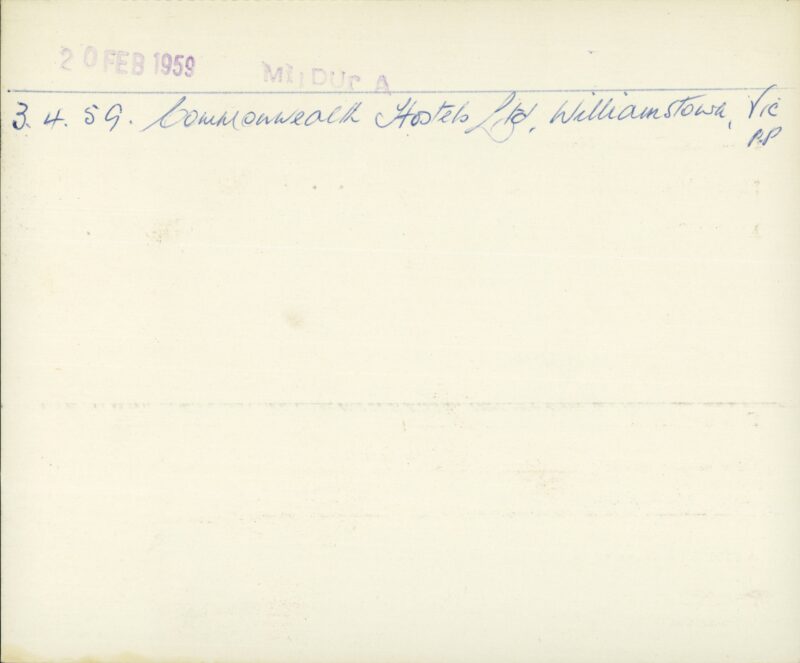 20 FEB 1959 MILDURA
3. 4. 59. Commonwealth Hostels Ltd, Williamstown, Vic
P.P